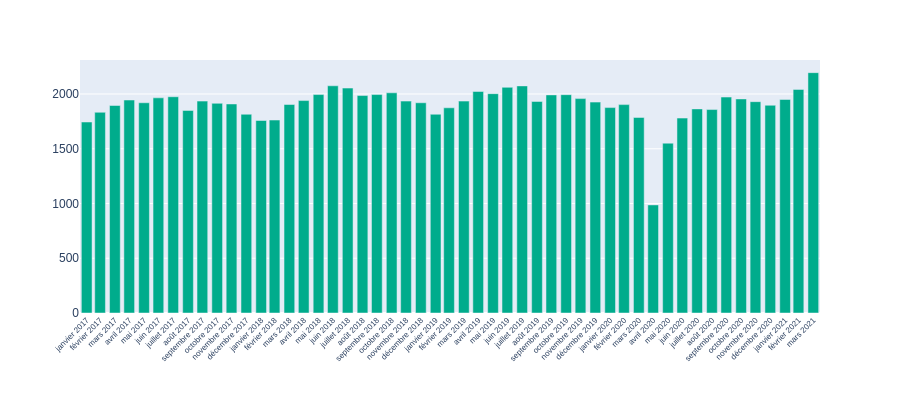 2000
1500
1000
500
0
janvier 2017
février 2017
mars 2017
avril 2017
mai 2017
juin 2017
juillet 2017
août 2017
septembre 2017
octobre 2017
novembre 2017
décembre 2017
janvier 2018
février 2018
mars 2018
avril 2018
mai 2018
juin 2018
juillet 2018
août 2018
septembre 2018
octobre 2018
novembre 2018
décembre 2018
janvier 2019
février 2019
mars 2019
avril 2019
mai 2019
juin 2019
juillet 2019
août 2019
septembre 2019
octobre 2019
novembre 2019
décembre 2019
janvier 2020
février 2020
mars 2020
avril 2020
mai 2020
juin 2020
juillet 2020
août 2020
septembre 2020
octobre 2020
novembre 2020
décembre 2020
janvier 2021
février 2021
mars 2021